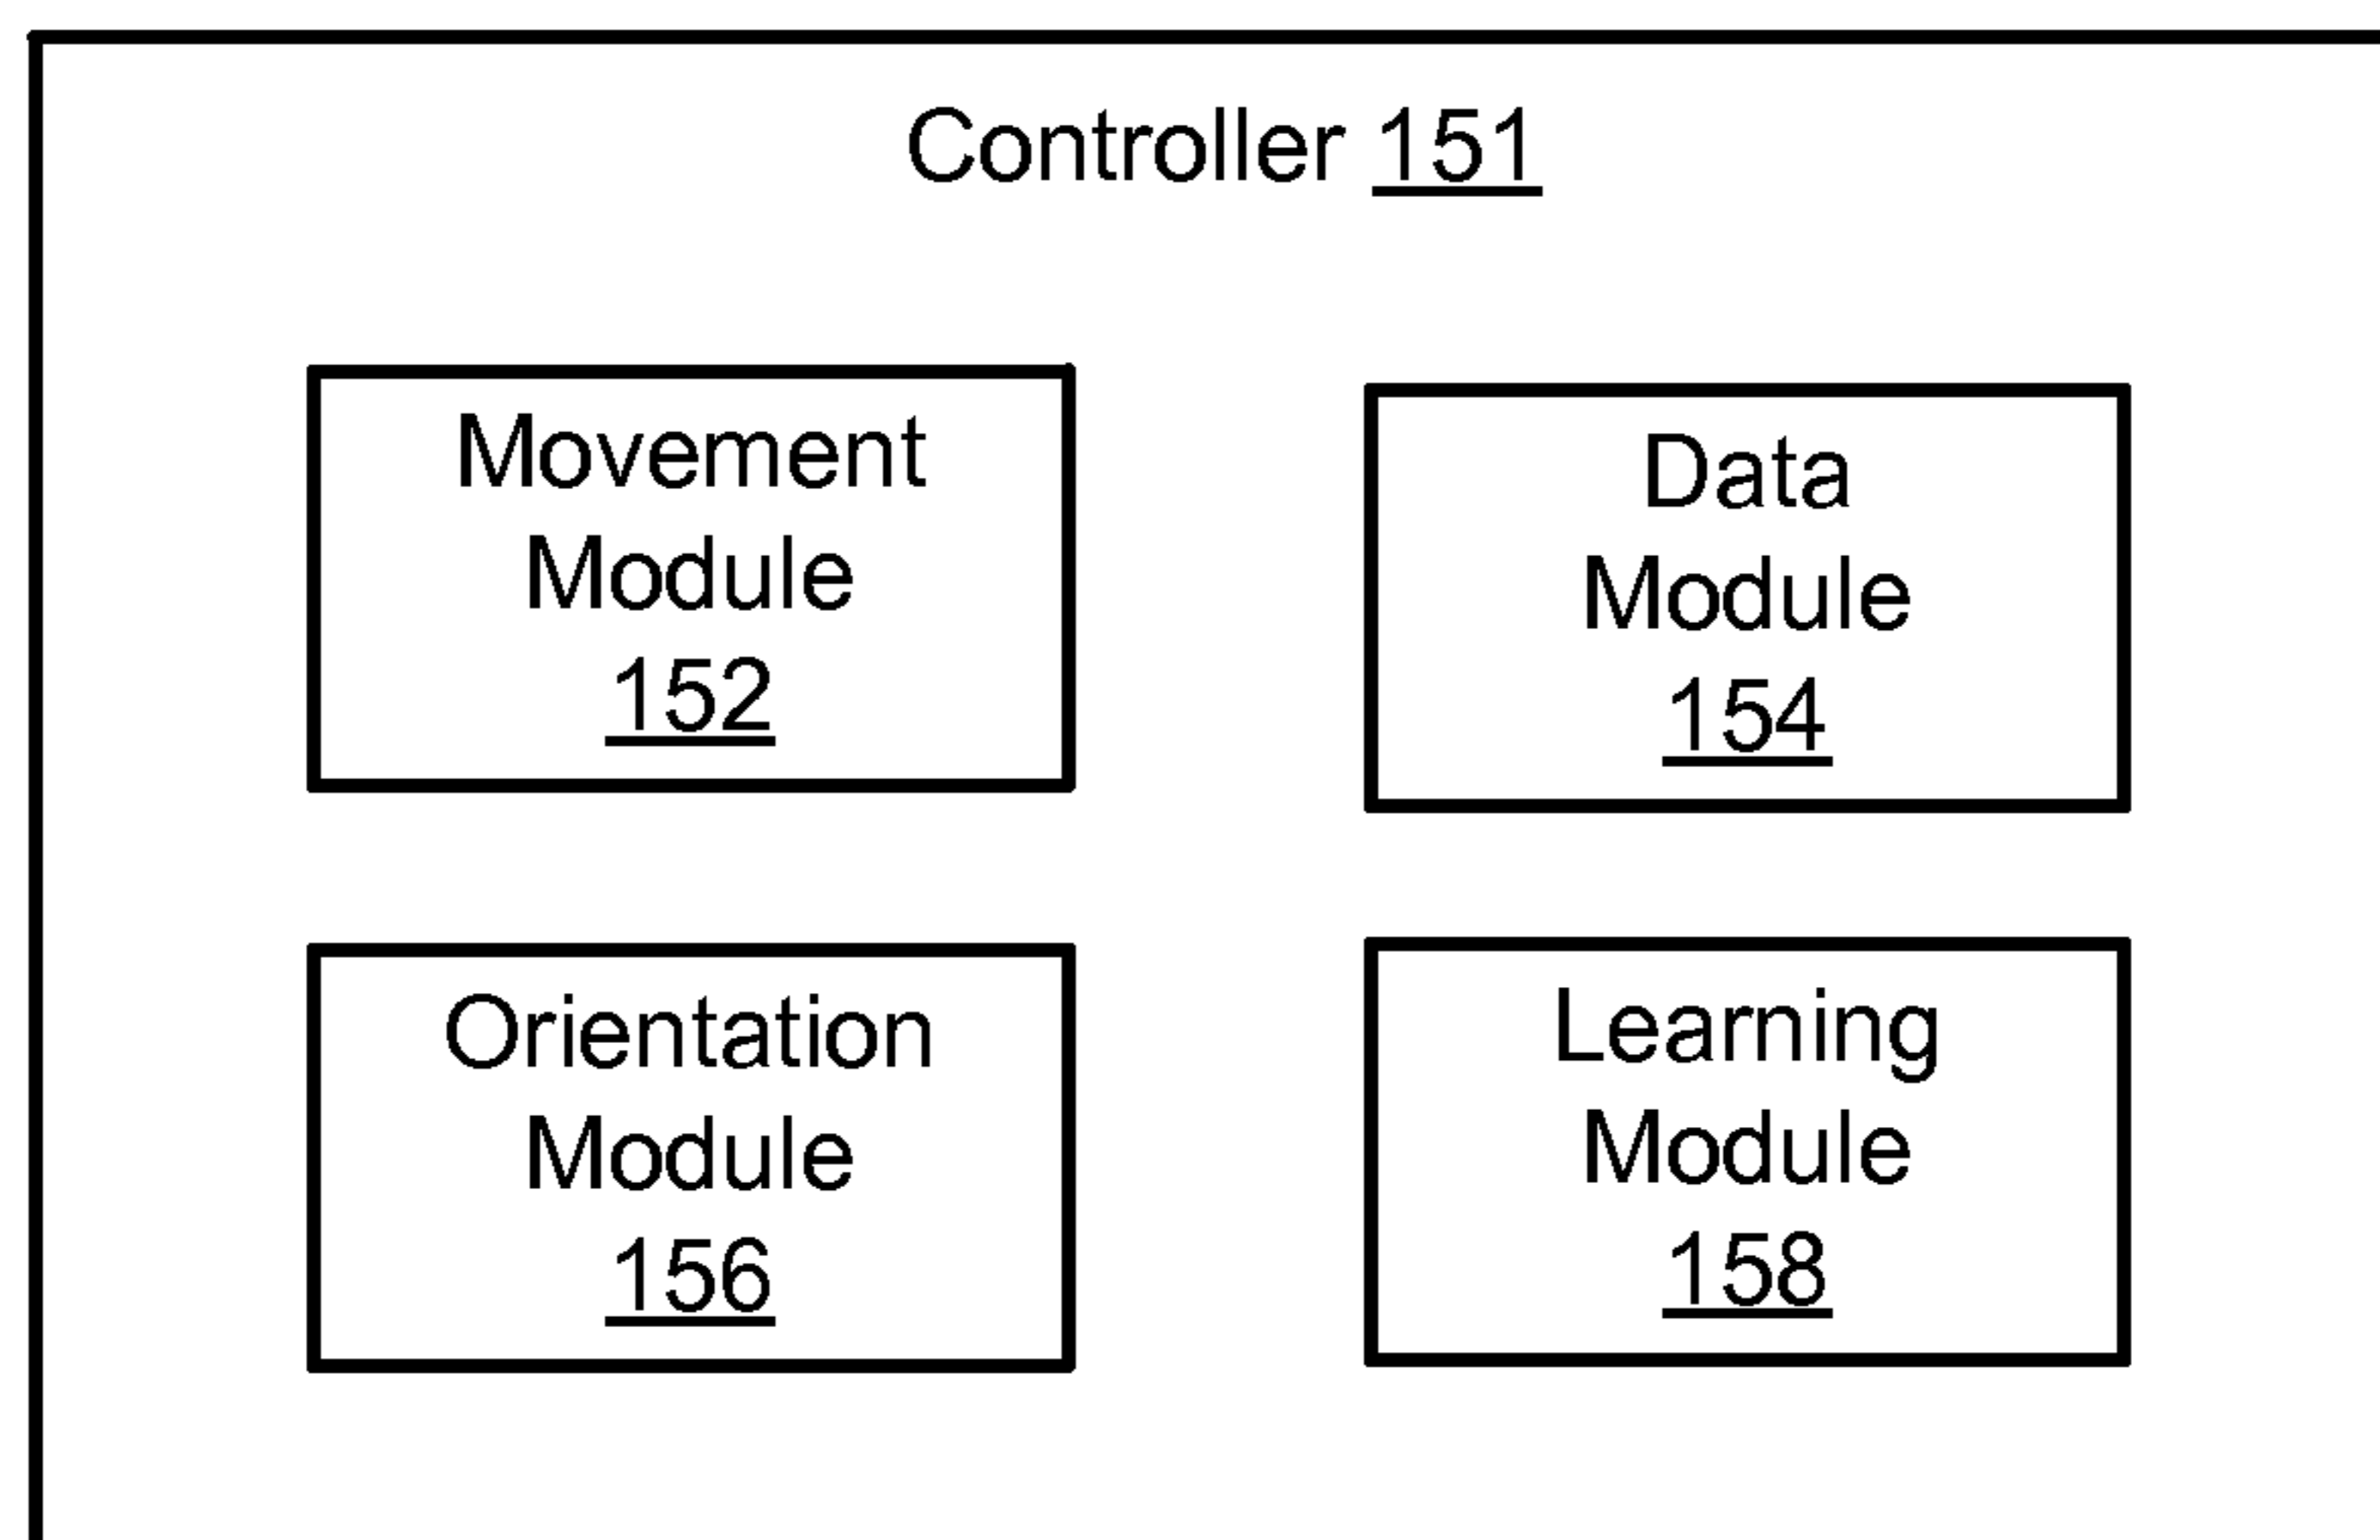 Controller 151
Movement
Module
152
Data
Module
154
Orientation
Module
156
Learning
Module
158